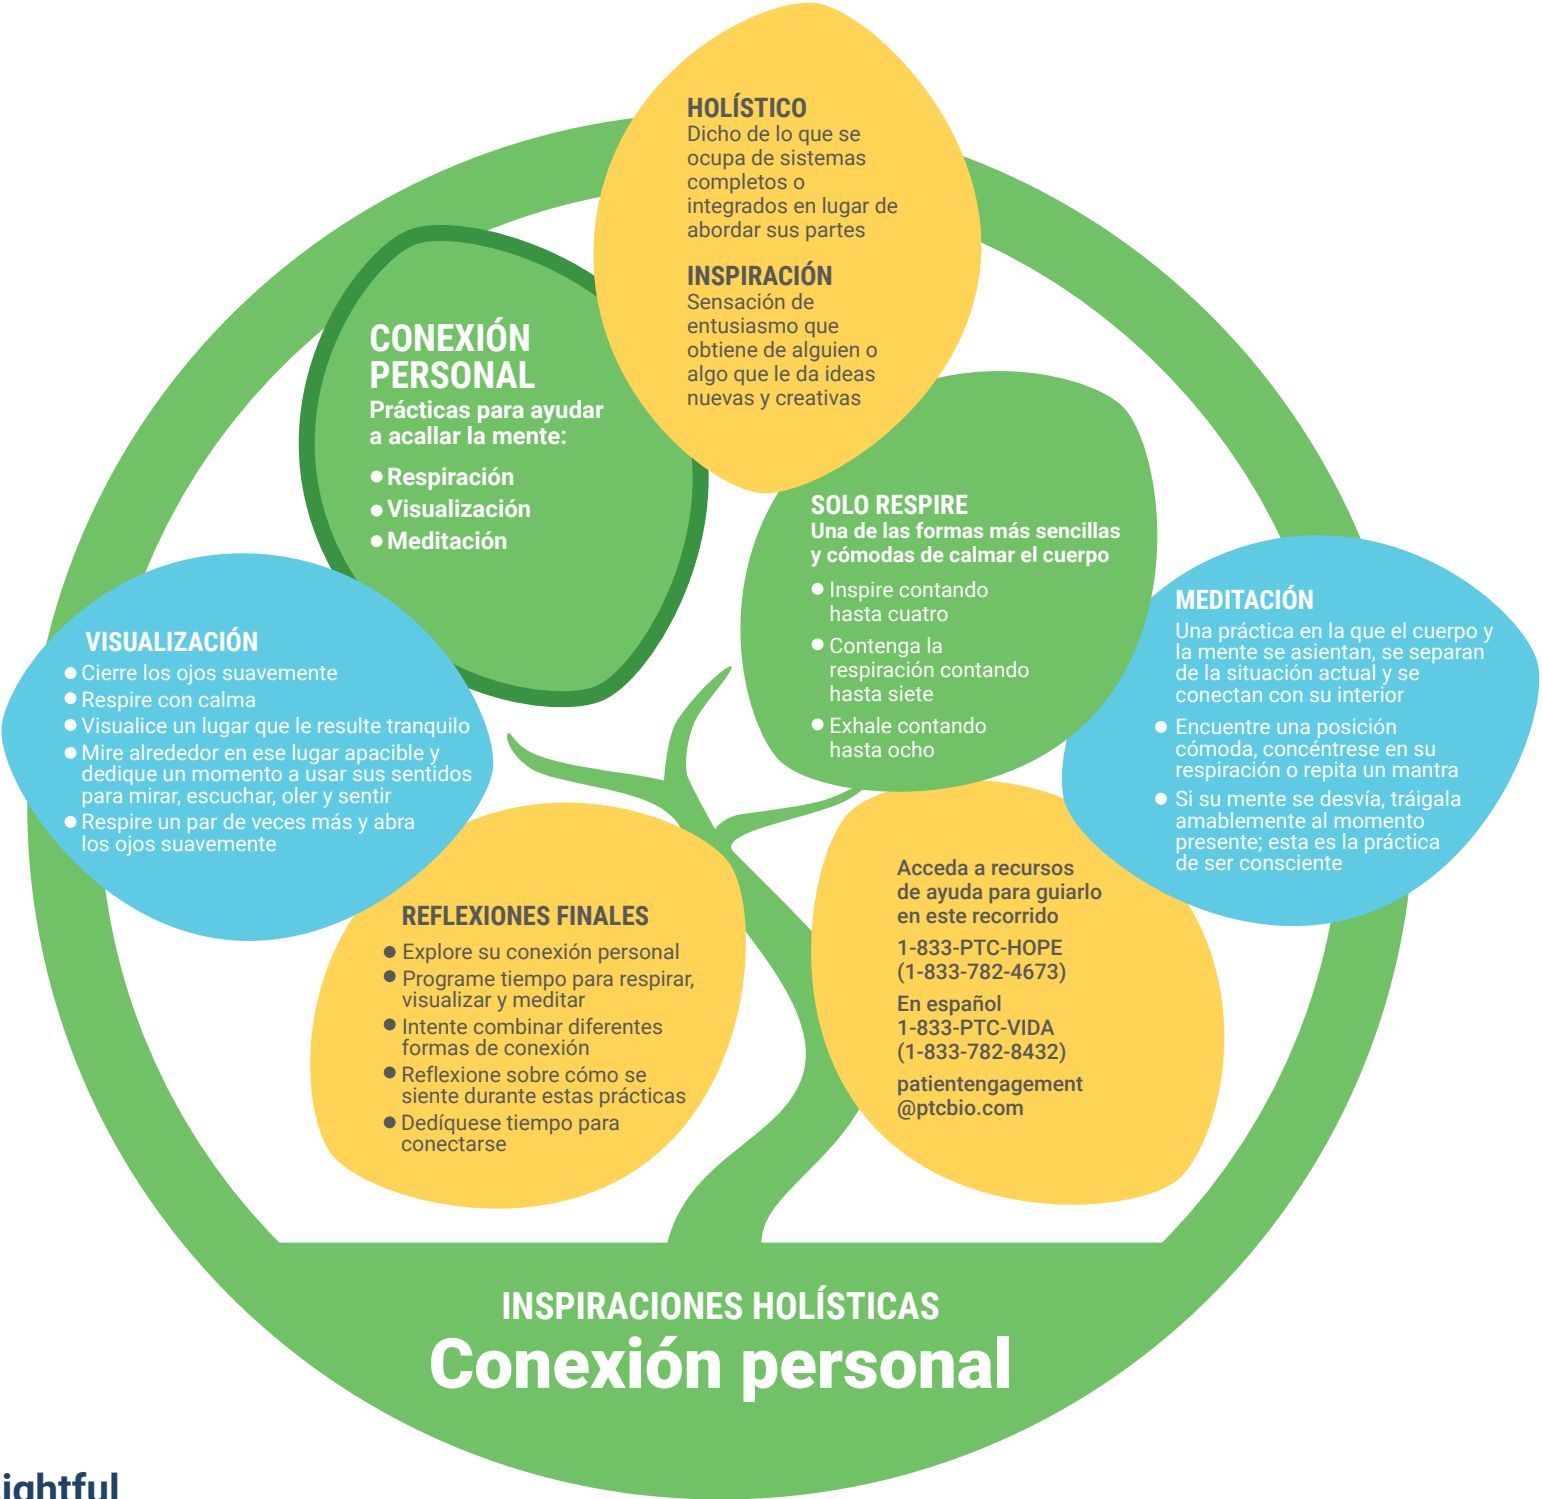 HOLÍSTICO
Dicho de lo que se
ocupa de sistemas
completos o
integrados en lugar de
abordar sus partes
INSPIRACIÓN
Sensación de
entusiasmo que
obtiene de alguien o
algo que le da ideas
nuevas y creativas
CONEXIÓN
PERSONAL
Prácticas para ayudar
a acallar la mente:
● Respiración
● Visualización
● Meditación
SOLO RESPIRE
Una de las formas más sencillas
y cómodas de calmar el cuerpo
● Inspire contando
hasta cuatro
● Contenga la
respiración contando
hasta siete
● Exhale contando
hasta ocho
MEDITACIÓN
Una práctica en la que el cuerpo y
la mente se asientan, se separan
de la situación actual y se
conectan con su interior
● Encuentre una posición
cómoda, concéntrese en su
respiración o repita un mantra
● Si su mente se desvía, tráigala
amablemente al momento
presente; esta es la práctica
de ser consciente
VISUALIZACIÓN
● Cierre los ojos suavemente
● Respire con calma
● Visualice un lugar que le resulte tranquilo
● Mire alrededor en ese lugar apacible y
dedique un momento a usar sus sentidos
para mirar, escuchar, oler y sentir
● Respire un par de veces más y abra
los ojos suavemente
REFLEXIONES FINALES
● Explore su conexión personal
● Programe tiempo para respirar,
visualizar y meditar
● Intente combinar diferentes
formas de conexión
● Reflexione sobre cómo se
siente durante estas prácticas
● Dedíquese tiempo para
conectarse
Acceda a recursos
de ayuda para guiarlo
en este recorrido
1-833-PTC-HOPE
(1-833-782-4673)
En español
1-833-PTC-VIDA
(1-833-782-8432)
patientengagement
@ptcbio.com
INSPIRACIONES HOLÍSTICAS
Conexión personal